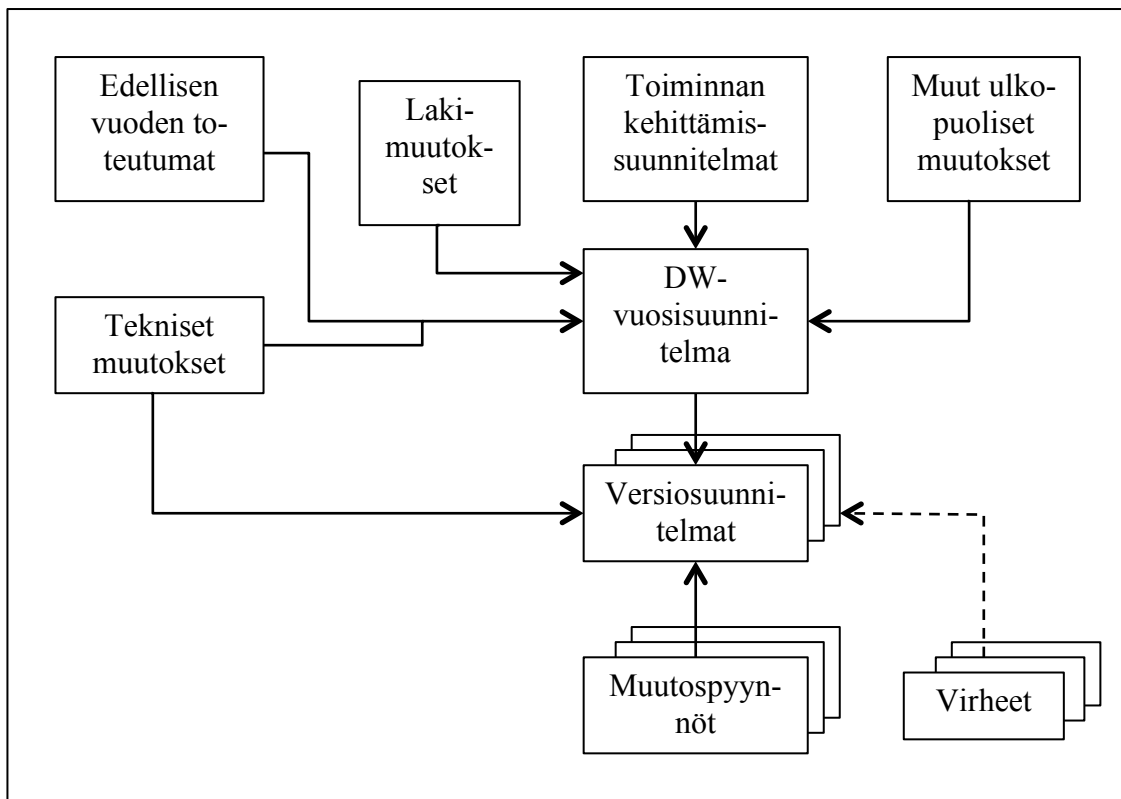 Edellisen
vuoden to-
teutumat
Laki-
muutok-
set
Toiminnan
kehittämis-
suunnitelmat
Muut ulko-
puoliset
muutokset
Tekniset
muutokset
DW-
vuosisuunni-
telma
Versiosuunni-
telmat
Muutospyyn-
nöt
Virheet